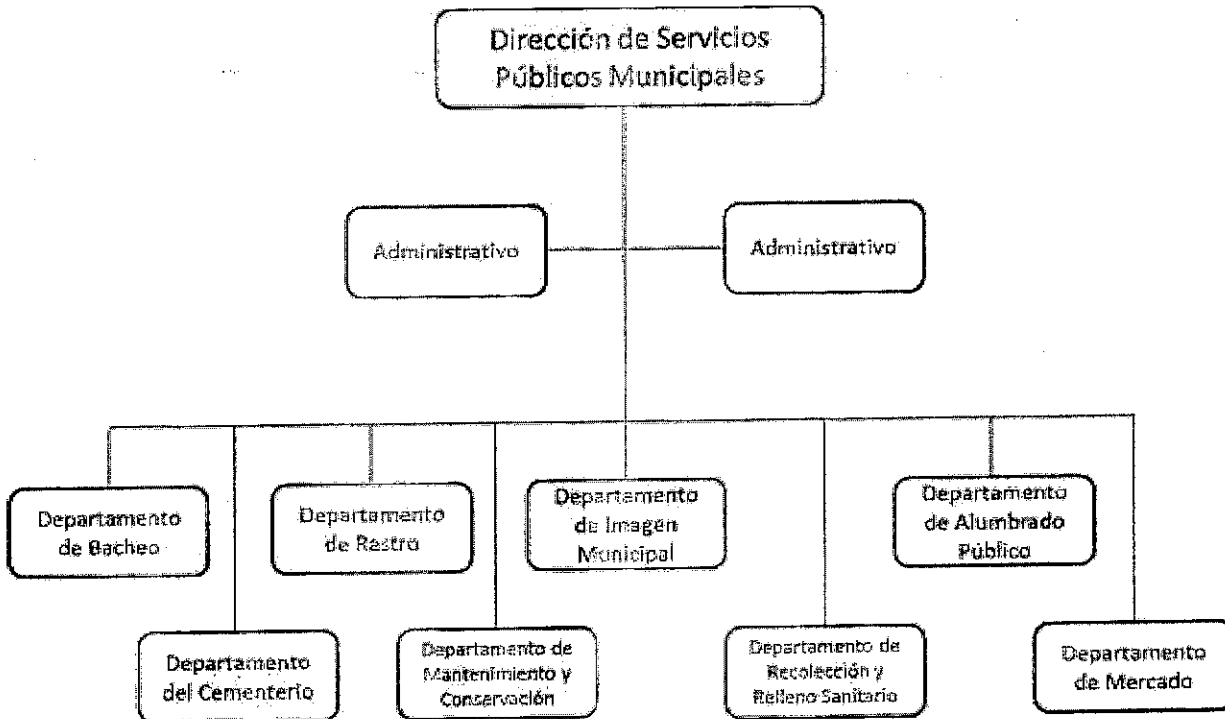 Dirección de Servicios
Públicos Municipales
Administrativo
Administrativo
Departamento
de Bacheo
Departamento
de Rastro
Departamento
de Imagen
Municipal
Departamento
de Alumbrado
Público
Departamento
del Cementerio
Departamento de
Mantenimiento y
Conservación
Departamento de
Recolección y
Relleno Sanitario
Departamento
de Mercado